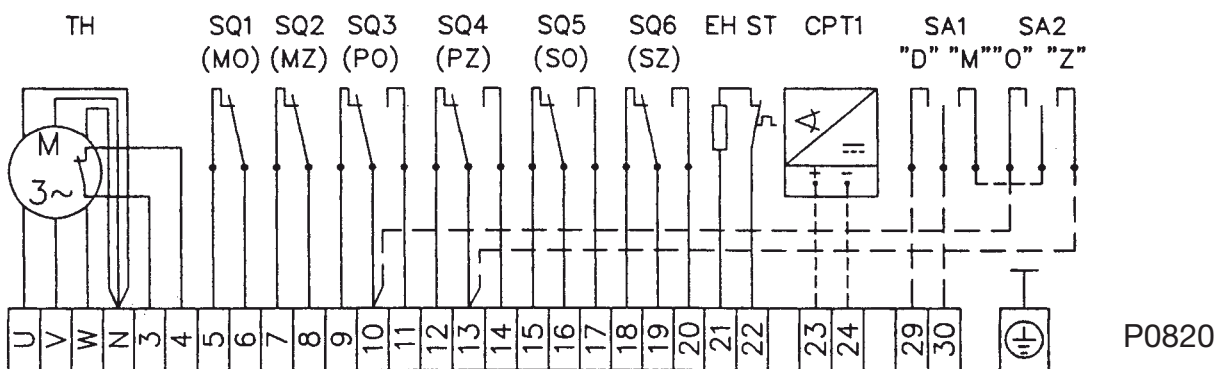 TH SQ1 SQ2 SQ3 SQ4 SQ5 SQ6 EH ST CPT1 SA1 SA2
(MO) (MZ) (PO) (PZ) (SO) (SZ) "D" "M" "O" "Z"
M
3~
+ −
U V W N 3 4 5 6 7 8 9 10 11 12 13 14 15 16 17 18 19 20 21 22 23 24 29 30
P0820